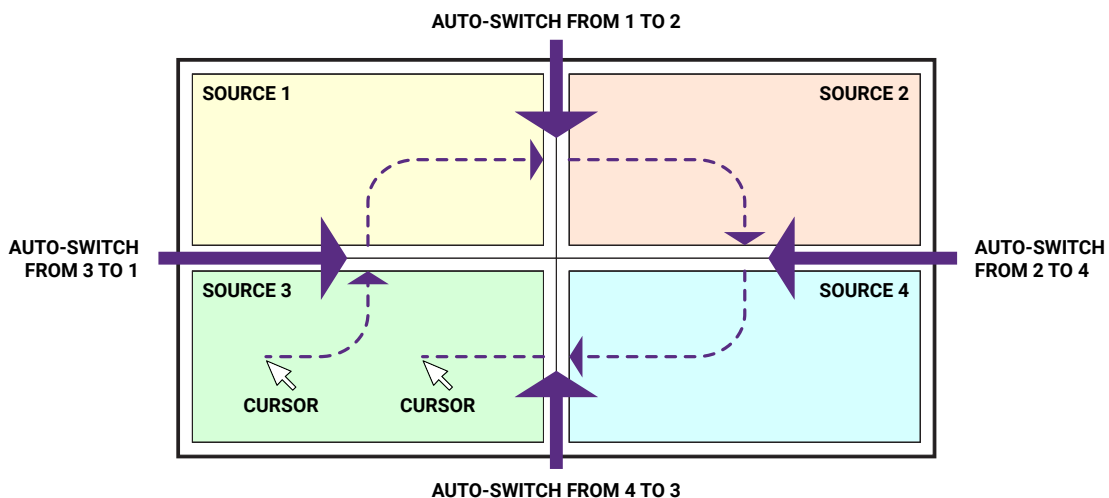 AUTO-SWITCH FROM 1 TO 2
SOURCE 1
SOURCE 2
AUTO-SWITCH
FROM 3 TO 1
AUTO-SWITCH
FROM 2 TO 4
SOURCE 3
SOURCE 4
CURSOR
CURSOR
AUTO-SWITCH FROM 4 TO 3